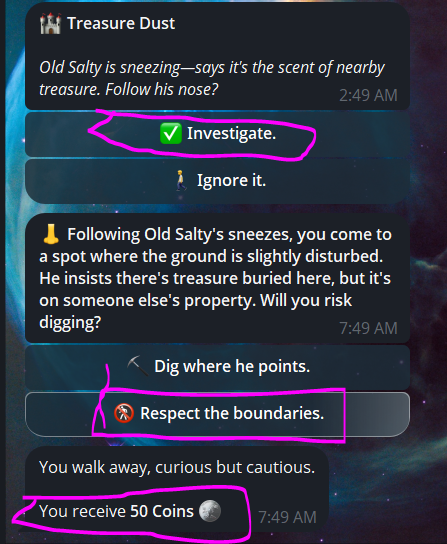 🏰 Treasure Dust
Old Salty is sneezing—says it's the scent of nearby
treasure. Follow his nose?
2:49 AM
✅ Investigate.
🚶 Ignore it.
👃 Following Old Salty's sneezes, you come to
a spot where the ground is slightly disturbed.
He insists there's treasure buried here, but it's
on someone else's property. Will you risk
digging?
7:49 AM
⛏ Dig where he points.
🚷 Respect the boundaries.
You walk away, curious but cautious.
You receive 50 Coins 🌕
7:49 AM